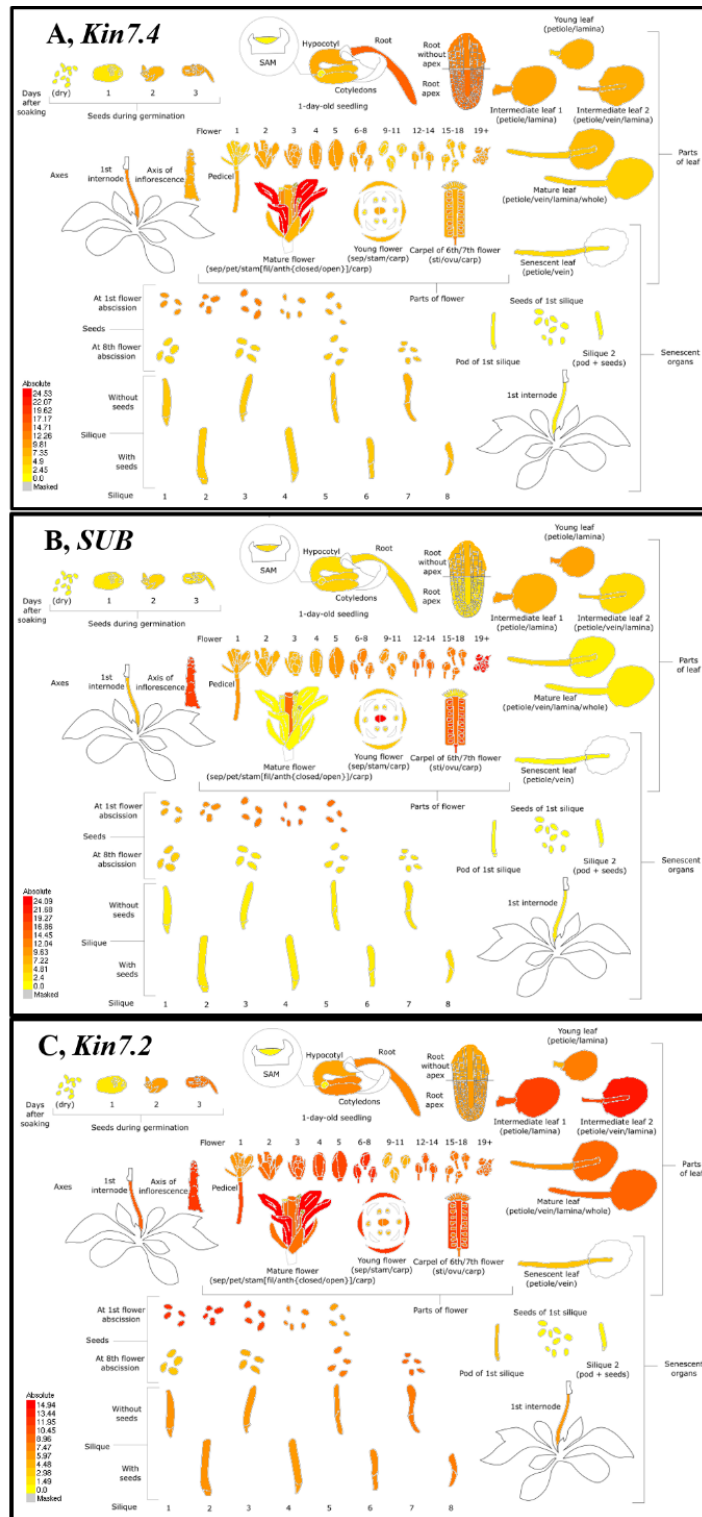 A, Kin7.4
Hypocotyl
Root
SAM
Cotyledons
1-day-old seedling
Root without apex
Root apex
Young leaf
(petiole/lamina)
Intermediate leaf 1
(petiole/lamina)
Intermediate leaf 2
(petiole/vein/lamina)
Days after soaking
(dry) 1 2 3
Seeds during germination
Flower 1 2 3 4 5 6-8 9-11 12-14 15-18 19+
Parts of leaf
Axes
1st internode
Axis of inflorescence
Pedicel
Mature leaf
(petiole/vein/lamina/whole)
Mature flower
(sep/pet/stam[fil/anth{closed/open}]/carp)
Young flower
(sep/stam/carp)
Carpel of 6th/7th flower
(sti/ovu/carp)
Senescent leaf
(petiole/vein)
Parts of flower
At 1st flower abscission
Seeds
At 8th flower abscission
Seeds of 1st silique
Pod of 1st silique
Silique 2
(pod + seeds)
Senescent organs
Without seeds
Silique
With seeds
1st internode
Silique 1 2 3 4 5 6 7 8
Absolute
24.53
22.07
19.62
17.17
14.71
12.26
9.81
7.35
4.9
2.45
0.0
Masked
B, SUB
Hypocotyl
Root
SAM
Cotyledons
1-day-old seedling
Root without apex
Root apex
Young leaf
(petiole/lamina)
Intermediate leaf 1
(petiole/lamina)
Intermediate leaf 2
(petiole/vein/lamina)
Days after soaking
(dry) 1 2 3
Seeds during germination
Flower 1 2 3 4 5 6-8 9-11 12-14 15-18 19+
Parts of leaf
Axes
1st internode
Axis of inflorescence
Pedicel
Mature leaf
(petiole/vein/lamina/whole)
Mature flower
(sep/pet/stam[fil/anth{closed/open}]/carp)
Young flower
(sep/stam/carp)
Carpel of 6th/7th flower
(sti/ovu/carp)
Senescent leaf
(petiole/vein)
Parts of flower
At 1st flower abscission
Seeds
At 8th flower abscission
Seeds of 1st silique
Pod of 1st silique
Silique 2
(pod + seeds)
Senescent organs
Without seeds
Silique
With seeds
1st internode
Silique 1 2 3 4 5 6 7 8
Absolute
24.09
21.68
19.27
16.86
14.45
12.04
9.63
7.22
4.81
2.4
0.0
Masked
C, Kin7.2
Hypocotyl
Root
SAM
Cotyledons
1-day-old seedling
Root without apex
Root apex
Young leaf
(petiole/lamina)
Intermediate leaf 1
(petiole/lamina)
Intermediate leaf 2
(petiole/vein/lamina)
Days after soaking
(dry) 1 2 3
Seeds during germination
Flower 1 2 3 4 5 6-8 9-11 12-14 15-18 19+
Parts of leaf
Axes
1st internode
Axis of inflorescence
Pedicel
Mature leaf
(petiole/vein/lamina/whole)
Mature flower
(sep/pet/stam[fil/anth{closed/open}]/carp)
Young flower
(sep/stam/carp)
Carpel of 6th/7th flower
(sti/ovu/carp)
Senescent leaf
(petiole/vein)
Parts of flower
At 1st flower abscission
Seeds
At 8th flower abscission
Seeds of 1st silique
Pod of 1st silique
Silique 2
(pod + seeds)
Senescent organs
Without seeds
Silique
With seeds
1st internode
Silique 1 2 3 4 5 6 7 8
Absolute
14.94
13.44
11.95
10.45
8.96
7.47
5.97
4.48
2.98
1.49
0.0
Masked